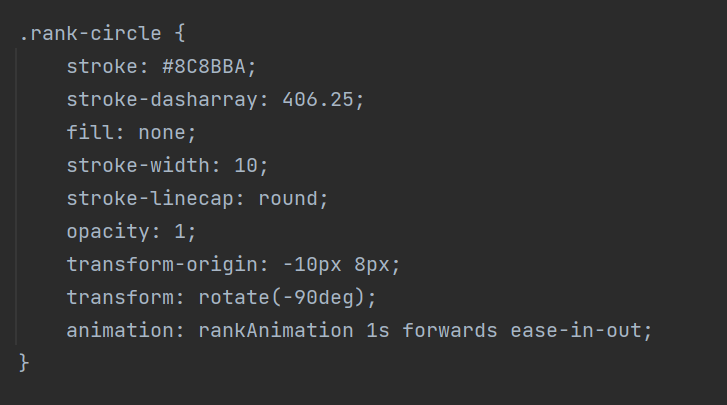 .rank-circle {
    stroke: #8C8BBA;
    stroke-dasharray: 406.25;
    fill: none;
    stroke-width: 10;
    stroke-linecap: round;
    opacity: 1;
    transform-origin: -10px 8px;
    transform: rotate(-90deg);
    animation: rankAnimation 1s forwards ease-in-out;
}